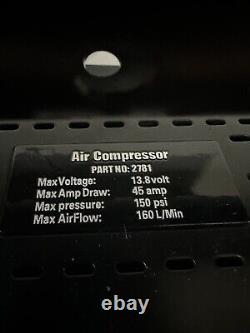 Air Compressor
PART NO: 2781
Max Voltage: 13.8 volt
Max Amp Draw: 45 amp
Max pressure: 150 psi
Max AirFlow: 160 L/Min
ebay